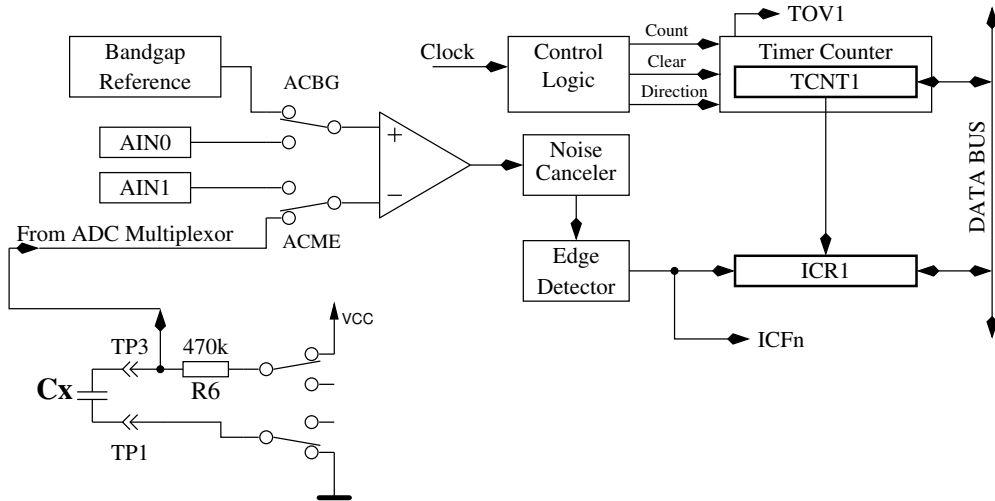 TOV1
Bandgap
Reference
ACBG
Clock
Control
Logic
Count
Clear
Direction
Timer Counter
TCNT1
AIN0
+
−
Noise
Canceler
DATA BUS
AIN1
From ADC Multiplexor
ACME
Edge
Detector
ICR1
ICFn
VCC
TP3
470k
R6
Cx
TP1